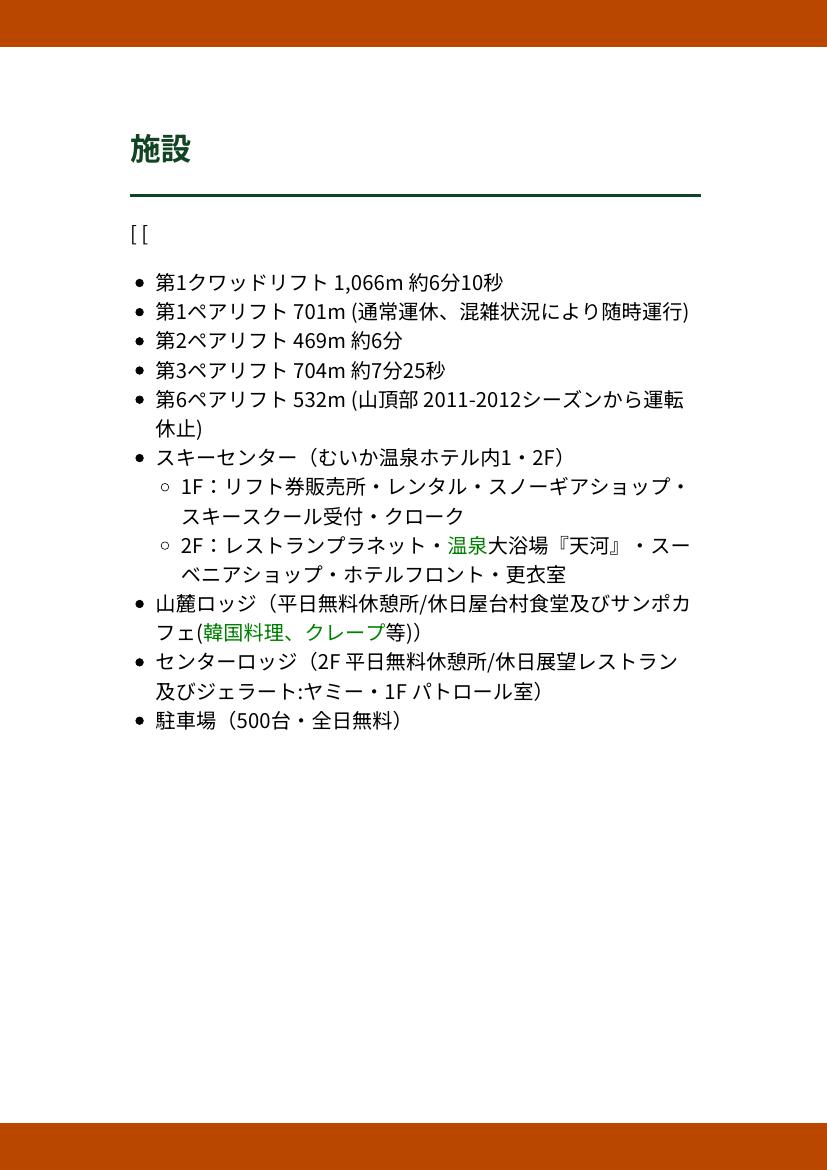 施設
[ [
第1クワッドリフト 1,066m 約6分10秒
第1ペアリフト 701m (通常運休、混雑状況により随時運行)
第2ペアリフト 469m 約6分
第3ペアリフト 704m 約7分25秒
第6ペアリフト 532m (山頂部 2011-2012シーズンから運転
休止)
スキーセンター（むいか温泉ホテル内1・2F）
1F：リフト券販売所・レンタル・スノーギアショップ・
スキースクール受付・クローク
2F：レストランプラネット・温泉大浴場『天河』・スー
ベニアショップ・ホテルフロント・更衣室
山麓ロッジ（平日無料休憩所/休日屋台村食堂及びサンポカ
フェ(韓国料理、クレープ等)）
センターロッジ（2F 平日無料休憩所/休日展望レストラン
及びジェラート:ヤミー・1F パトロール室）
駐車場（500台・全日無料）